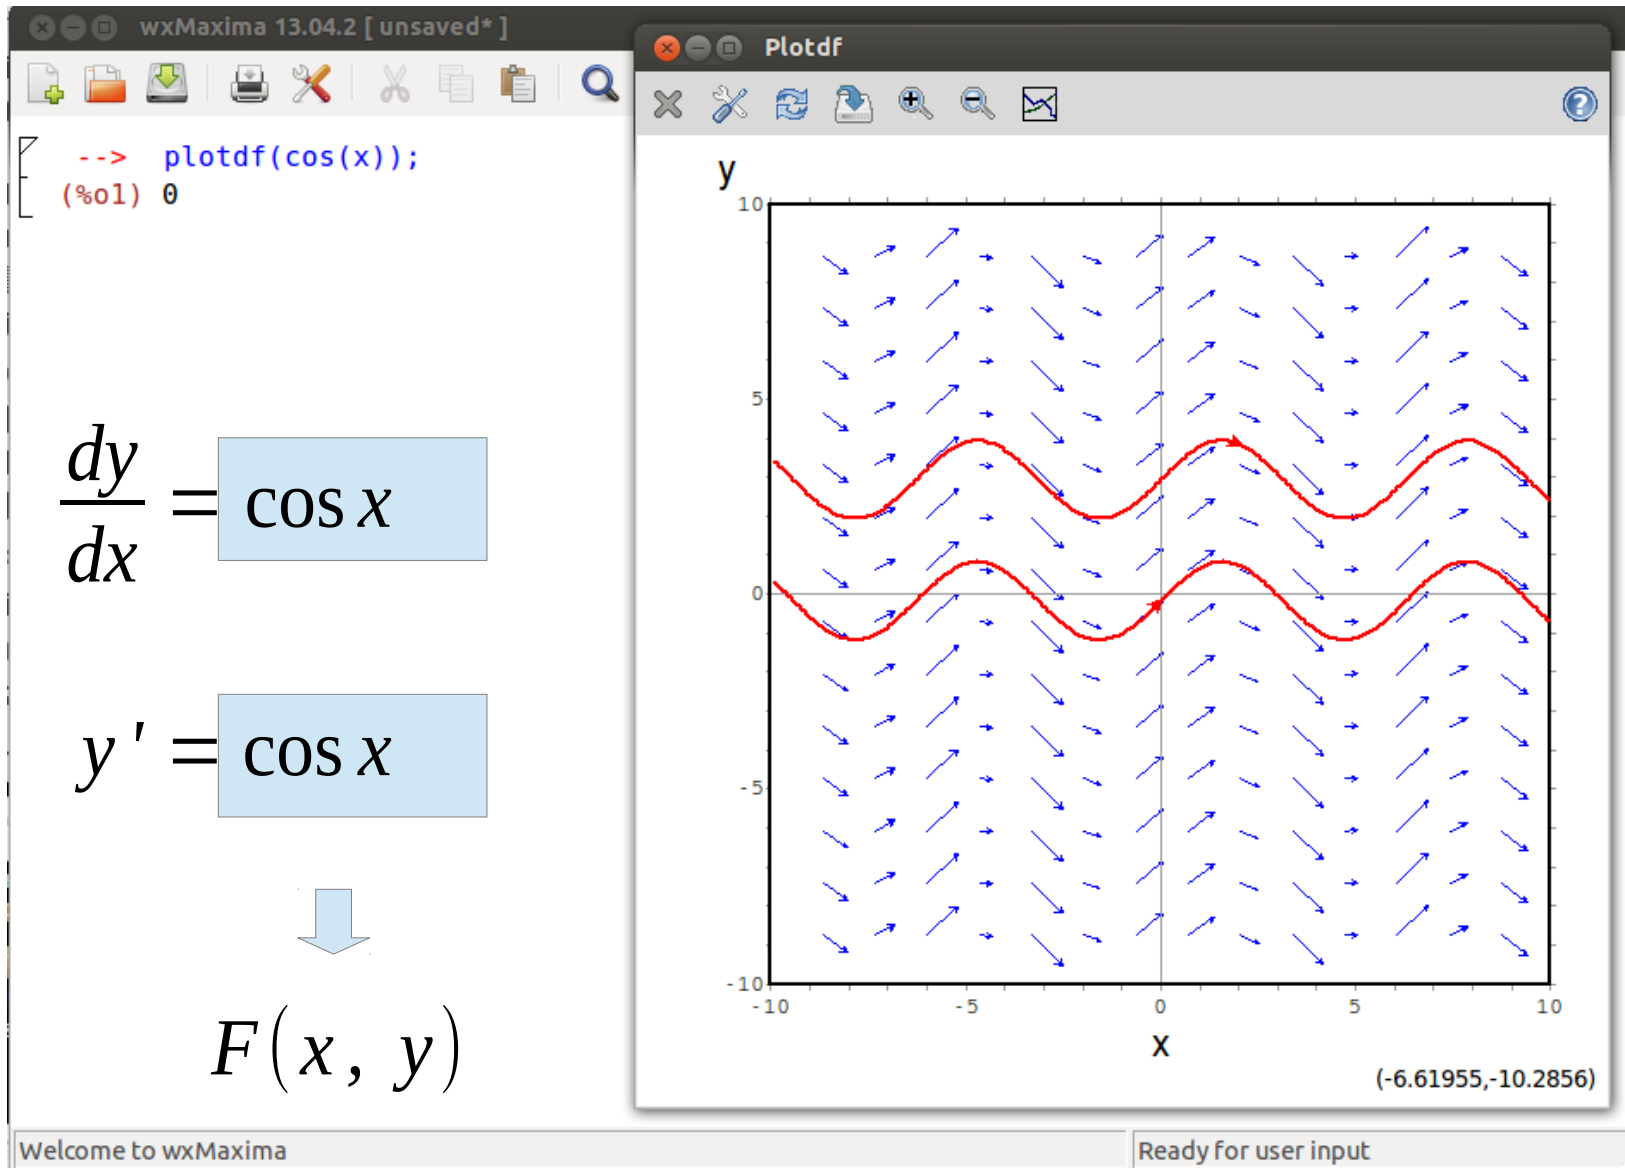 wxMaxima 13.04.2 [ unsaved* ]
--> plotdf(cos(x));
(%o1) 0
dy/dx = cos x
y ' = cos x
F(x, y)
Plotdf
y
10
5
0
-5
-10
-10 -5 0 5 10
x
(-6.61955,-10.2856)
Welcome to wxMaxima
Ready for user input